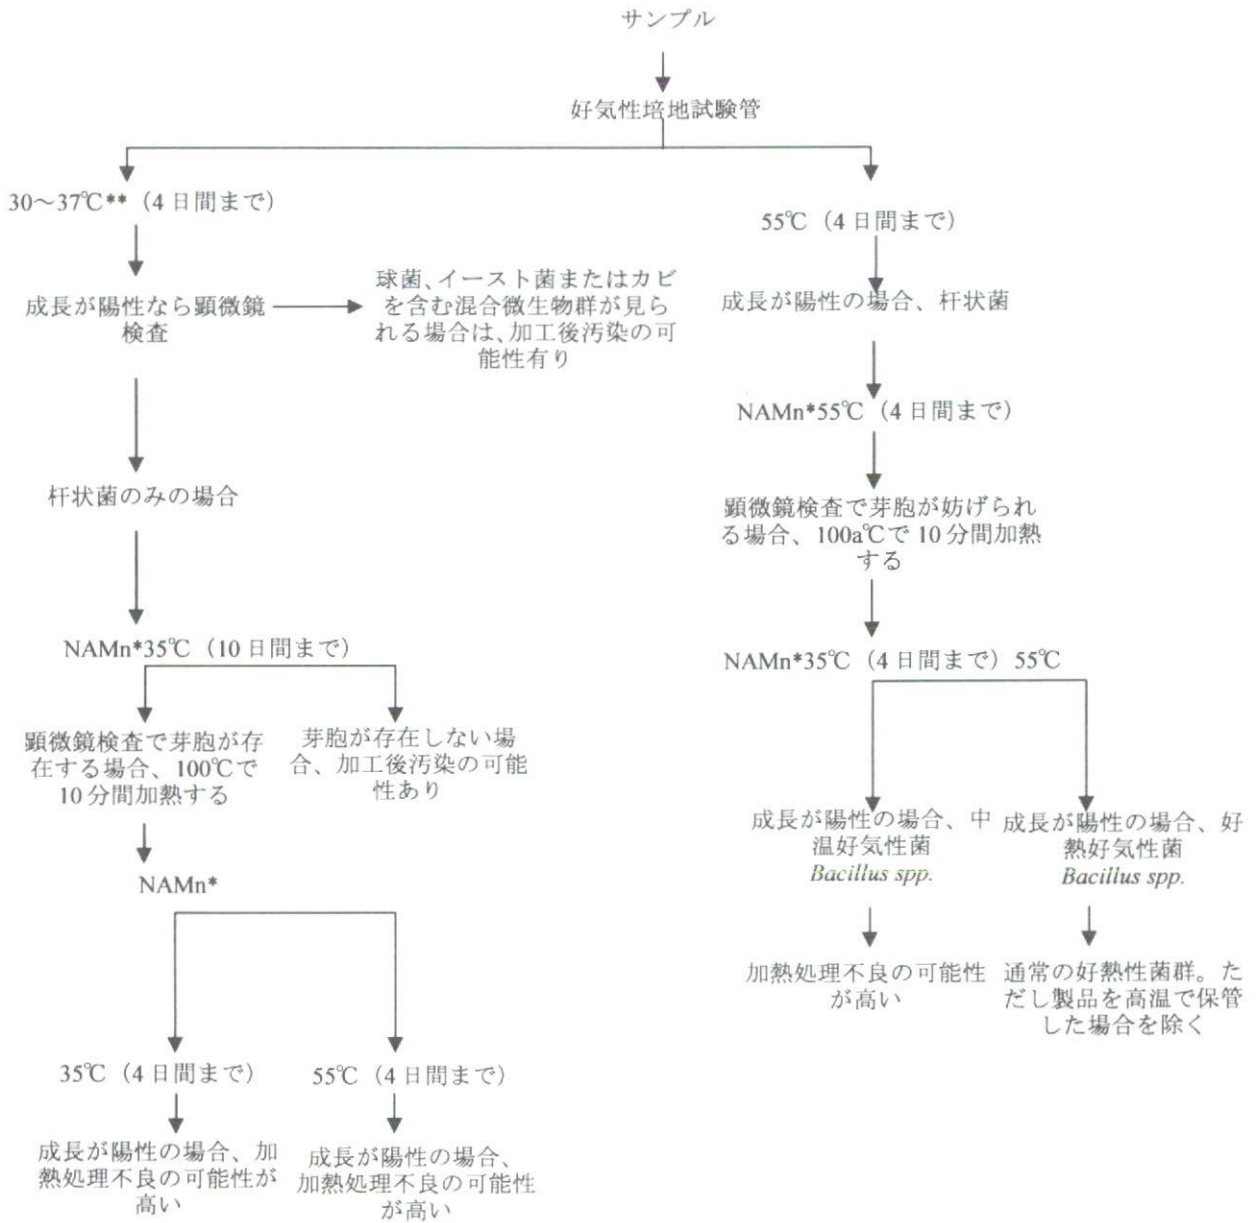 サンプル
好気性培地試験管
30～37℃**（4 日間まで）
成長が陽性なら顕微鏡
検査
球菌、イースト菌またはカビ
を含む混合微生物群が見ら
れる場合は、加工後汚染の可
能性有り
杆状菌のみの場合
NAMn*35℃（10 日間まで）
顕微鏡検査で芽胞が存
在する場合、100℃で
10 分間加熱する
芽胞が存在しない場
合、加工後汚染の可能
性あり
NAMn*
35℃（4 日間まで）
成長が陽性の場合、加
熱処理不良の可能性が
高い
55℃（4 日間まで）
成長が陽性の場合、
加熱処理不良の可能性
が高い
55℃（4 日間まで）
成長が陽性の場合、杆状菌
NAMn*55℃（4 日間まで）
顕微鏡検査で芽胞が妨げられ
る場合、100a℃で 10 分間加熱
する
NAMn*35℃（4 日間まで）55℃
成長が陽性の場合、中
温好気性菌
Bacillus spp.
加熱処理不良の可能性
が高い
成長が陽性の場合、好
熱好気性菌
Bacillus spp.
通常の好熱性菌群。た
だし製品を高温で保管
した場合を除く